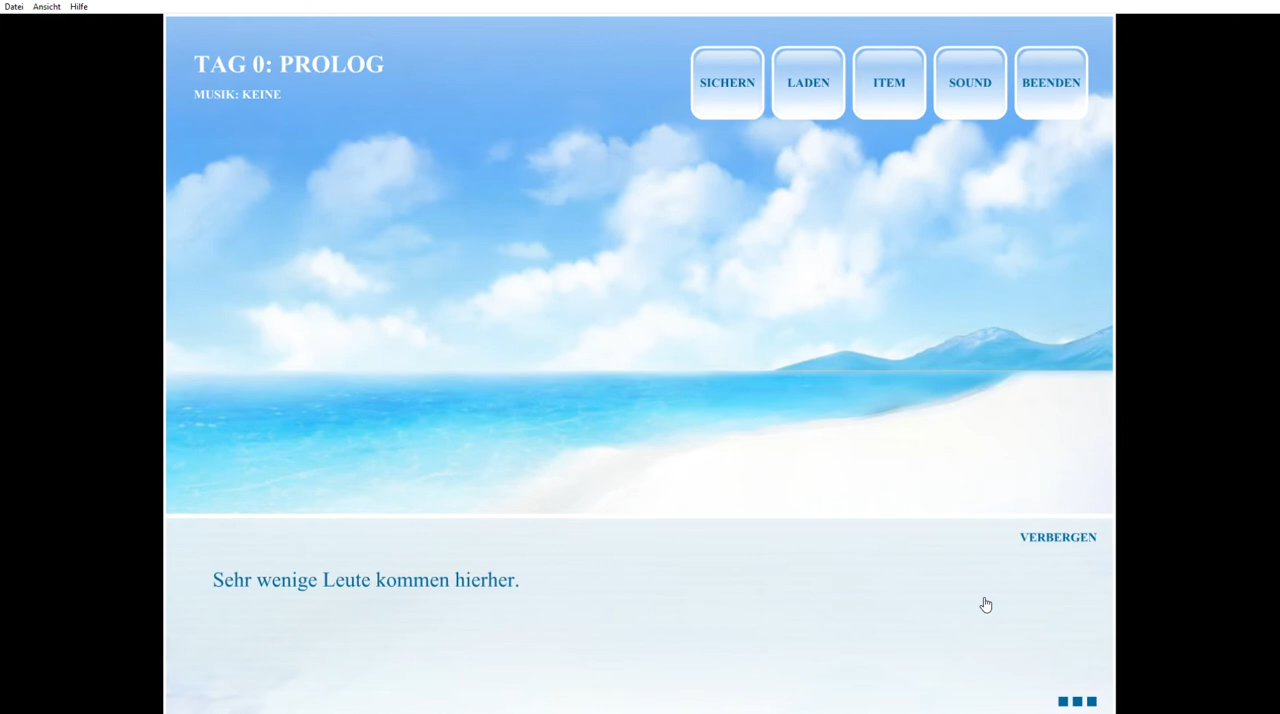 Datei Ansicht Hilfe
TAG 0: PROLOG
MUSIK: KEINE
SICHERN LADEN ITEM SOUND BEENDEN
VERBERGEN
Sehr wenige Leute kommen hierher.